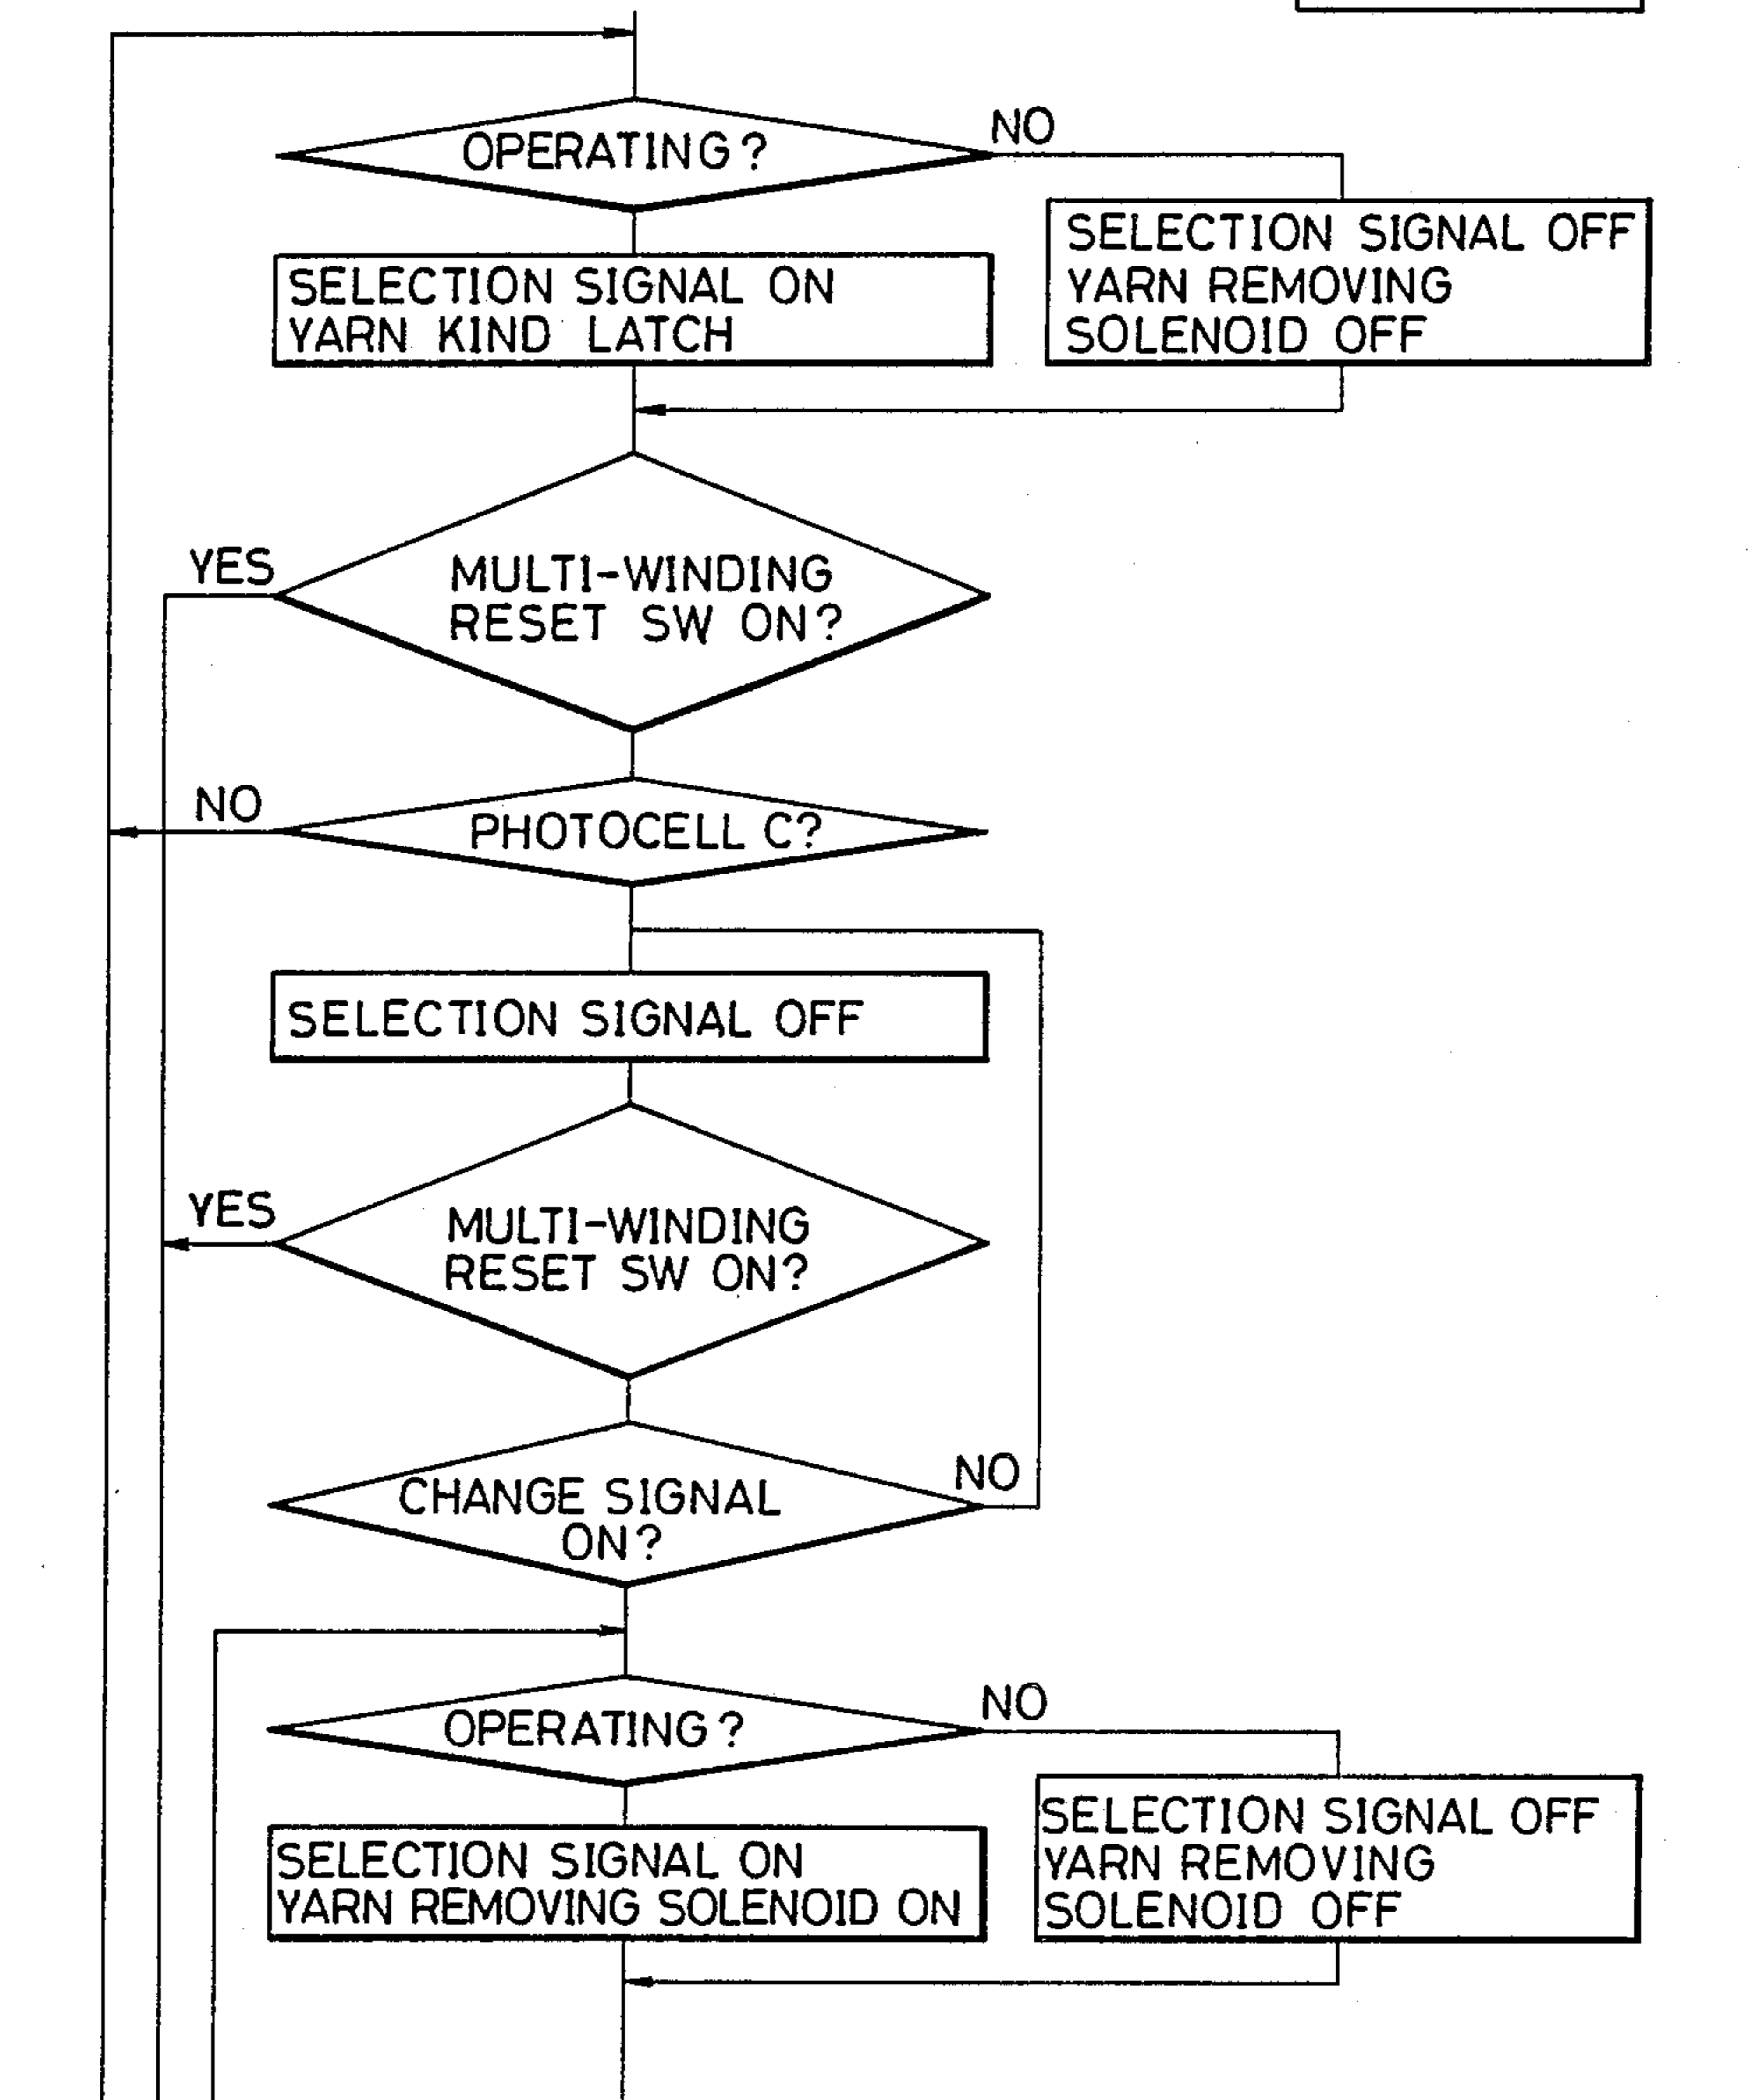 OPERATING?
NO
SELECTION SIGNAL OFF
YARN REMOVING
SOLENOID OFF
SELECTION SIGNAL ON
YARN KIND LATCH
YES
MULTI-WINDING
RESET SW ON?
NO
PHOTOCELL C?
SELECTION SIGNAL OFF
YES
MULTI-WINDING
RESET SW ON?
NO
CHANGE SIGNAL
ON?
OPERATING?
NO
SELECTION SIGNAL OFF
YARN REMOVING
SOLENOID OFF
SELECTION SIGNAL ON
YARN REMOVING SOLENOID ON